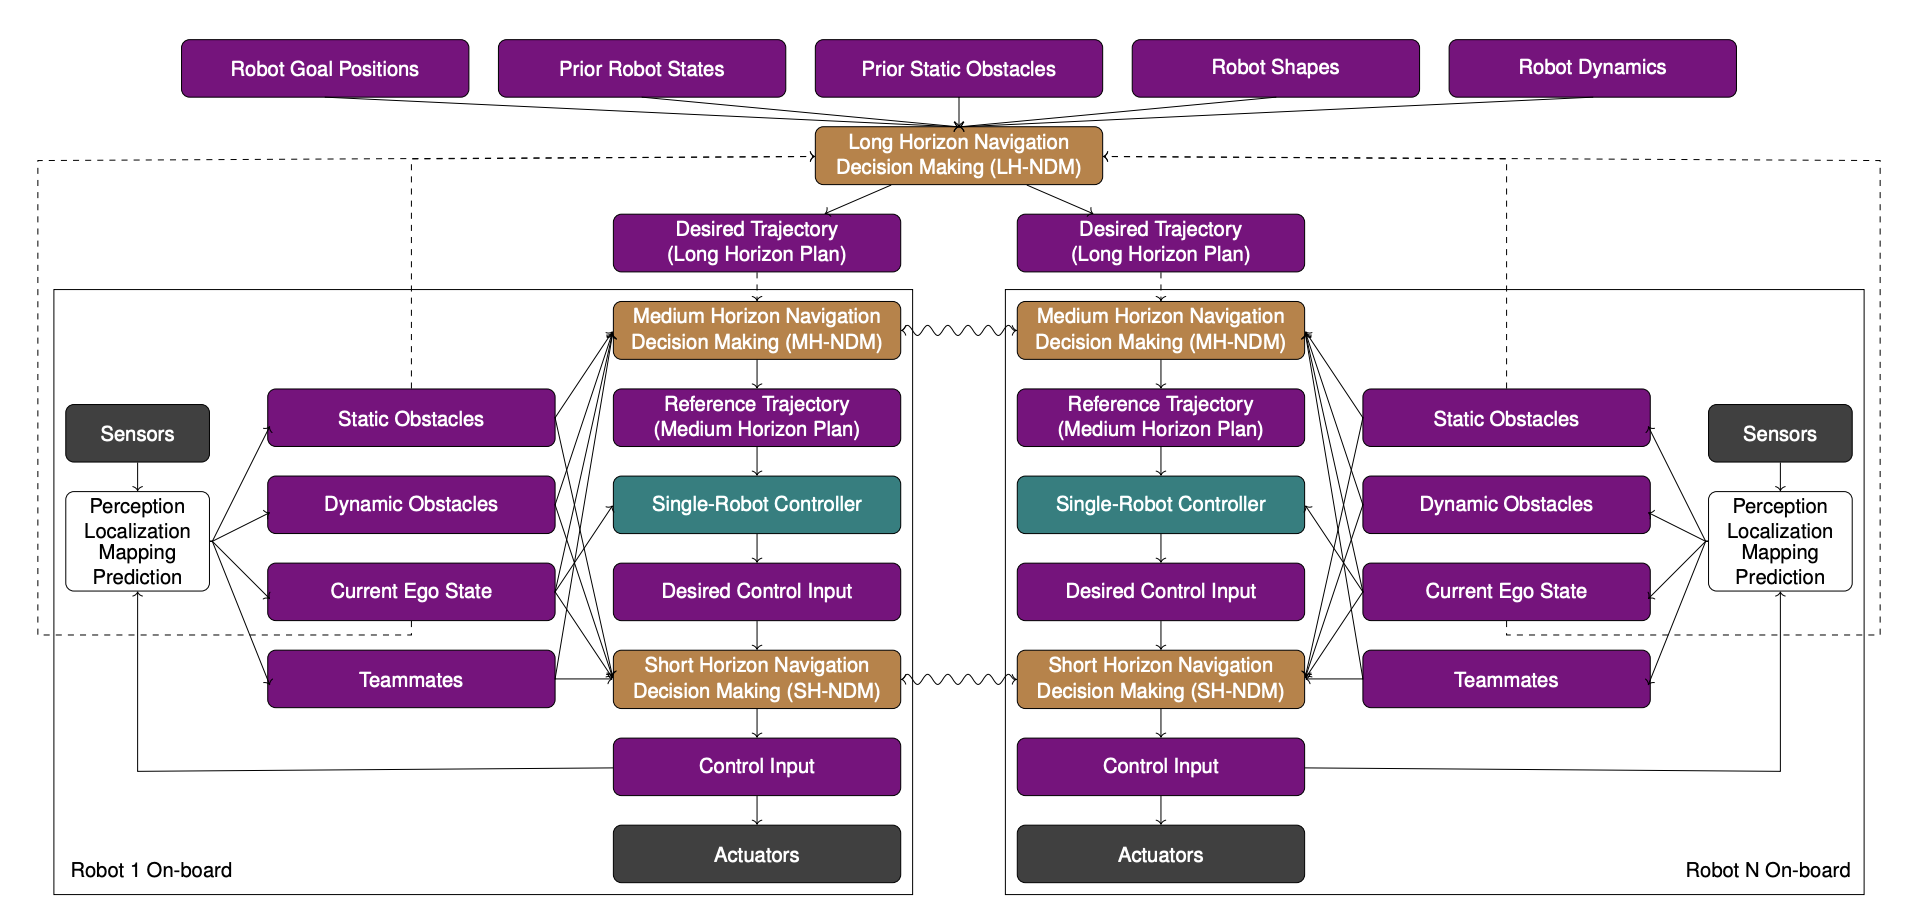 Robot Goal Positions
Prior Robot States
Prior Static Obstacles
Robot Shapes
Robot Dynamics
Long Horizon Navigation
Decision Making (LH-NDM)
Desired Trajectory
(Long Horizon Plan)
Desired Trajectory
(Long Horizon Plan)
Medium Horizon Navigation
Decision Making (MH-NDM)
Reference Trajectory
(Medium Horizon Plan)
Single-Robot Controller
Desired Control Input
Short Horizon Navigation
Decision Making (SH-NDM)
Control Input
Actuators
Sensors
Perception
Localization
Mapping
Prediction
Static Obstacles
Dynamic Obstacles
Current Ego State
Teammates
Robot 1 On-board
Medium Horizon Navigation
Decision Making (MH-NDM)
Reference Trajectory
(Medium Horizon Plan)
Single-Robot Controller
Desired Control Input
Short Horizon Navigation
Decision Making (SH-NDM)
Control Input
Actuators
Static Obstacles
Dynamic Obstacles
Current Ego State
Teammates
Sensors
Perception
Localization
Mapping
Prediction
Robot N On-board